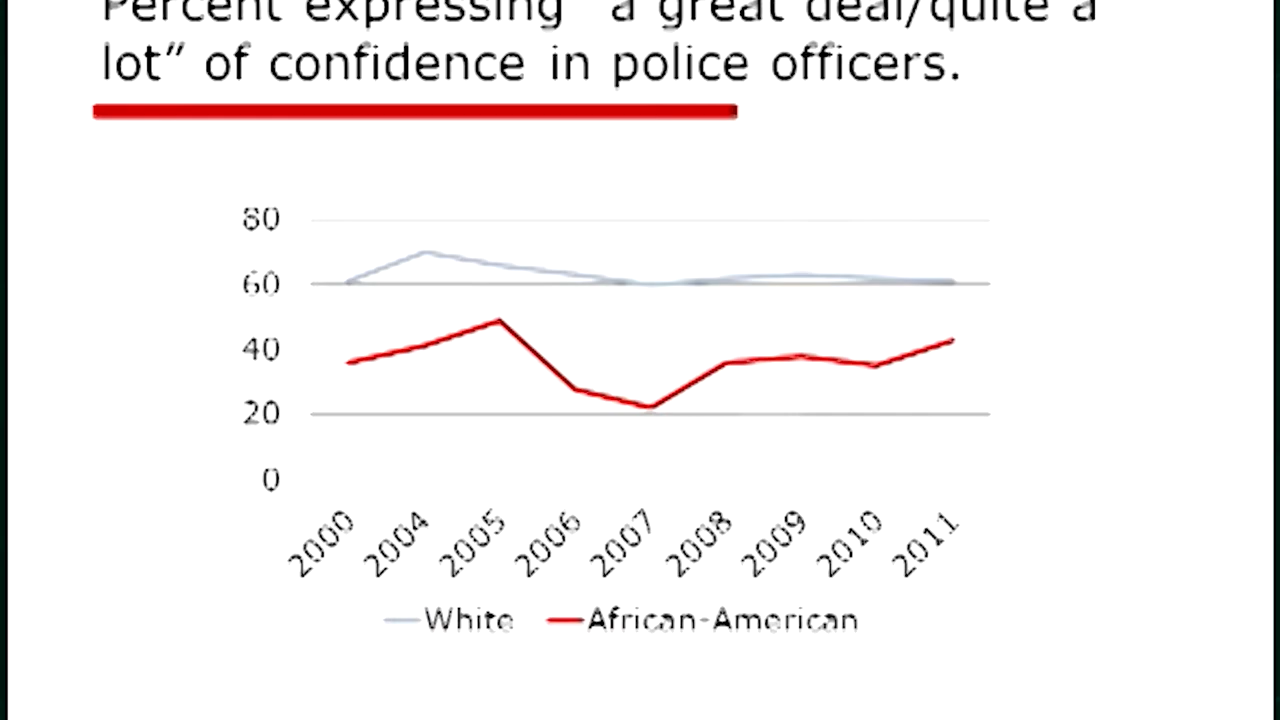 Percent expressing “a great deal/quite a
lot” of confidence in police officers.
80
60
40
20
0
2000 2004 2005 2006 2007 2008 2009 2010 2011
White African-American